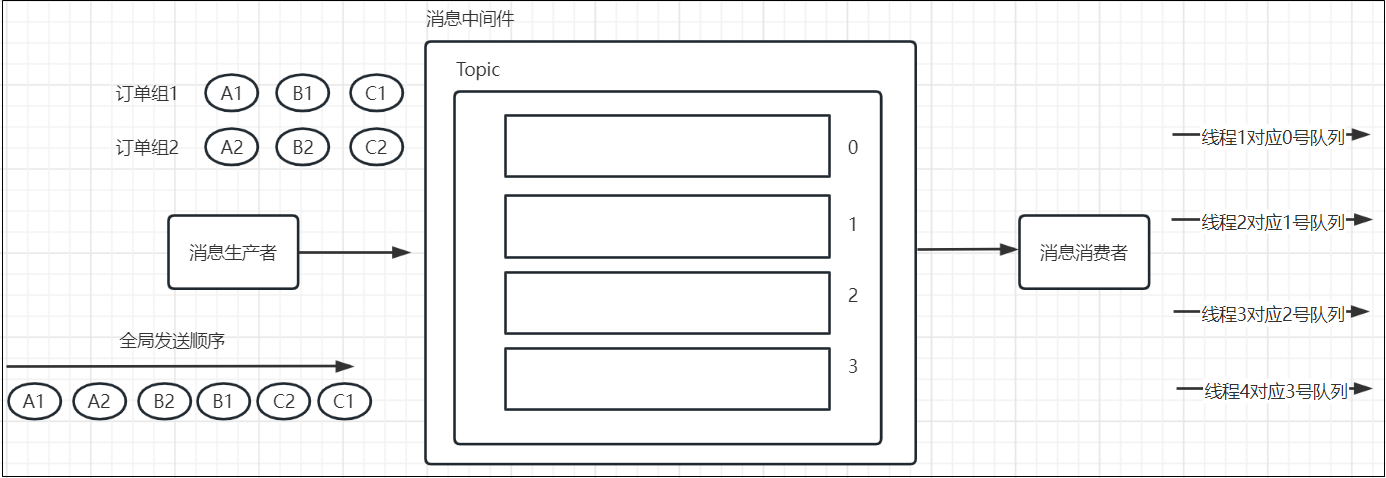 消息中间件
Topic
订单组1 A1 B1 C1
订单组2 A2 B2 C2
消息生产者
全局发送顺序
A1 A2 B2 B1 C2 C1
0
1
2
3
消息消费者
线程1对应0号队列
线程2对应1号队列
线程3对应2号队列
线程4对应3号队列